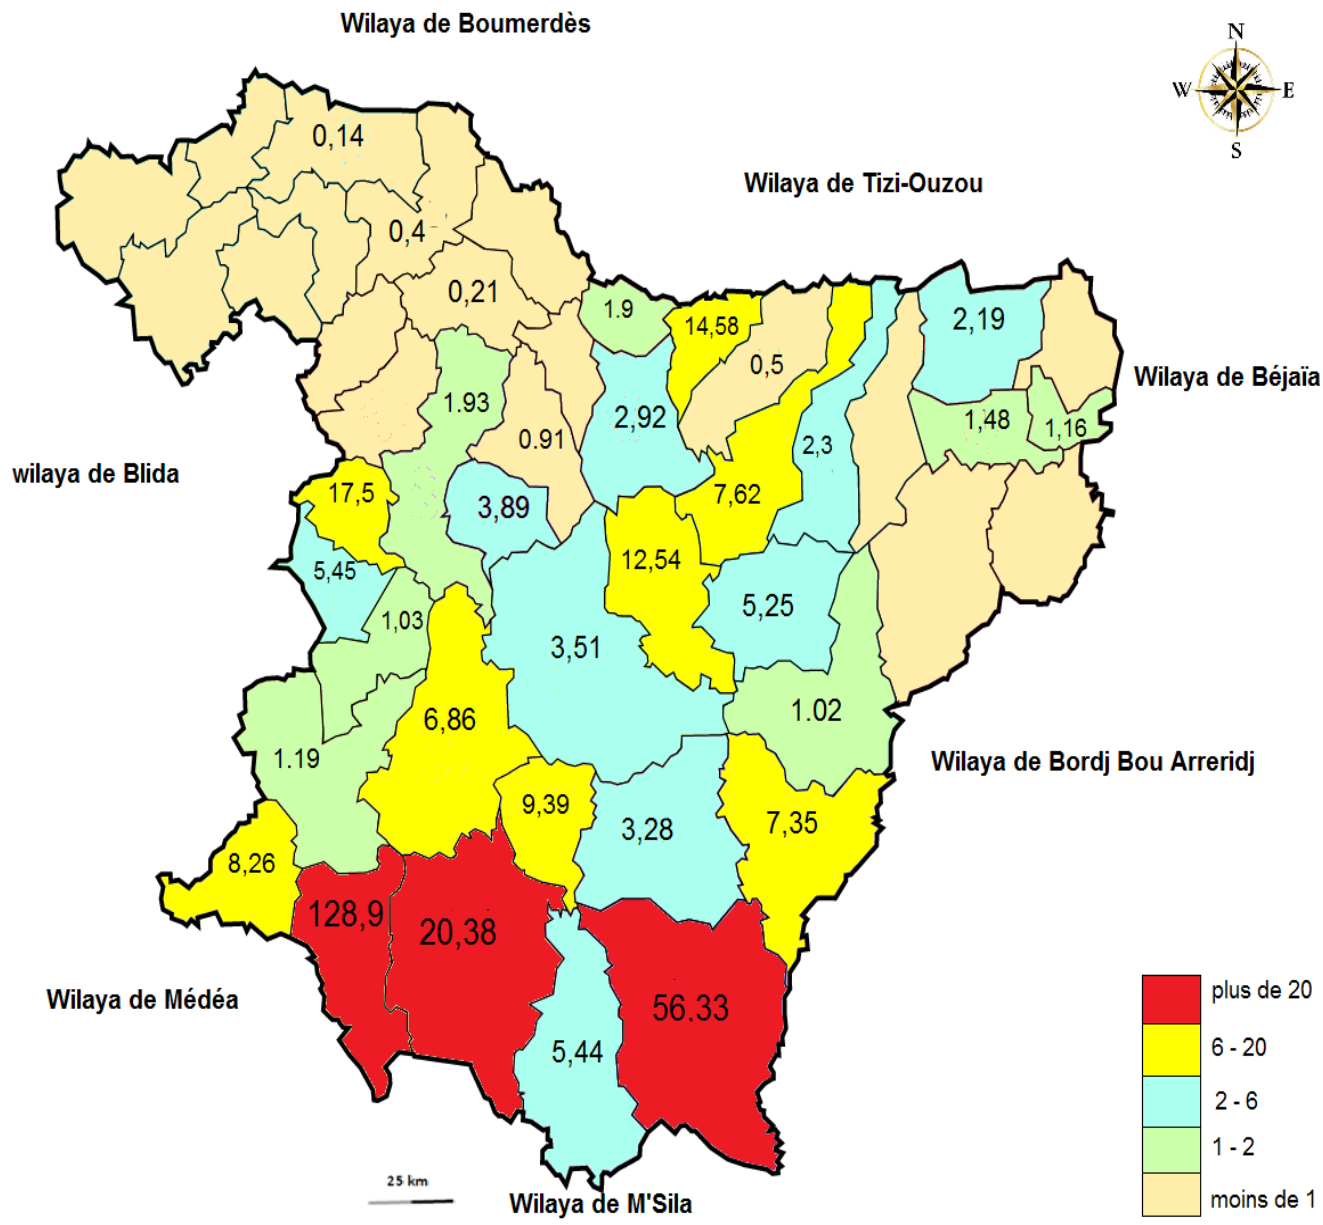 Wilaya de Boumerdès
N
W
E
S
0,14
Wilaya de Tizi-Ouzou
0,4
0,21
1.9
14,58
2,19
0,5
Wilaya de Béjaïa
1.93
2,92
1,48
1,16
0.91
2,3
wilaya de Blida
17,5
3,89
7,62
12,54
5,45
5,25
1,03
3,51
6,86
1.02
1.19
Wilaya de Bordj Bou Arreridj
9,39
3,28
7,35
8,26
128,9
20,38
Wilaya de Médéa
56.33
plus de 20
5,44
6 - 20
2 - 6
1 - 2
25 km
moins de 1
Wilaya de M'Sila